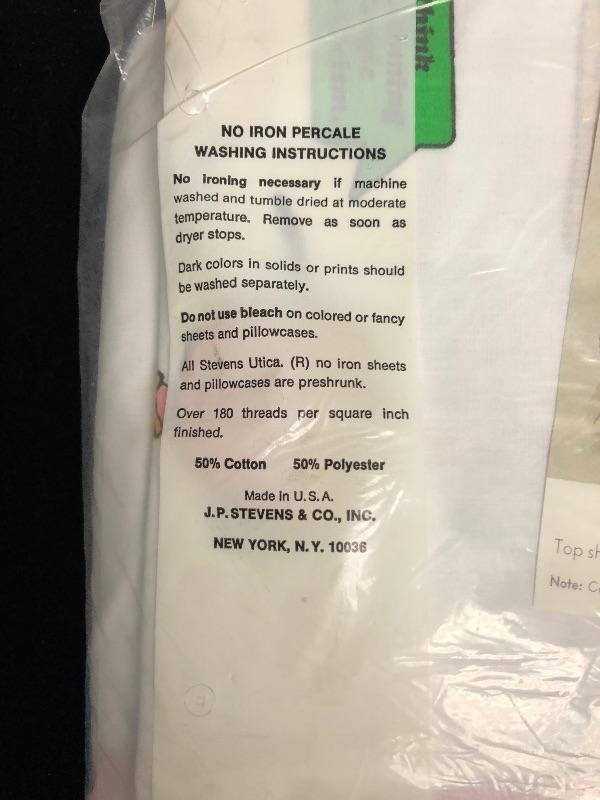 think
NO IRON PERCALE
WASHING INSTRUCTIONS
No ironing necessary if machine
washed and tumble dried at moderate
temperature. Remove as soon as
dryer stops.
Dark colors in solids or prints should
be washed separately.
Do not use bleach on colored or fancy
sheets and pillowcases.
All Stevens Utica. (R) no iron sheets
and pillowcases are preshrunk.
Over 180 threads per square inch
finished.
50% Cotton 50% Polyester
Made in U.S.A.
J.P. STEVENS & CO., INC.
NEW YORK, N.Y. 10036
Top sh
Note: C